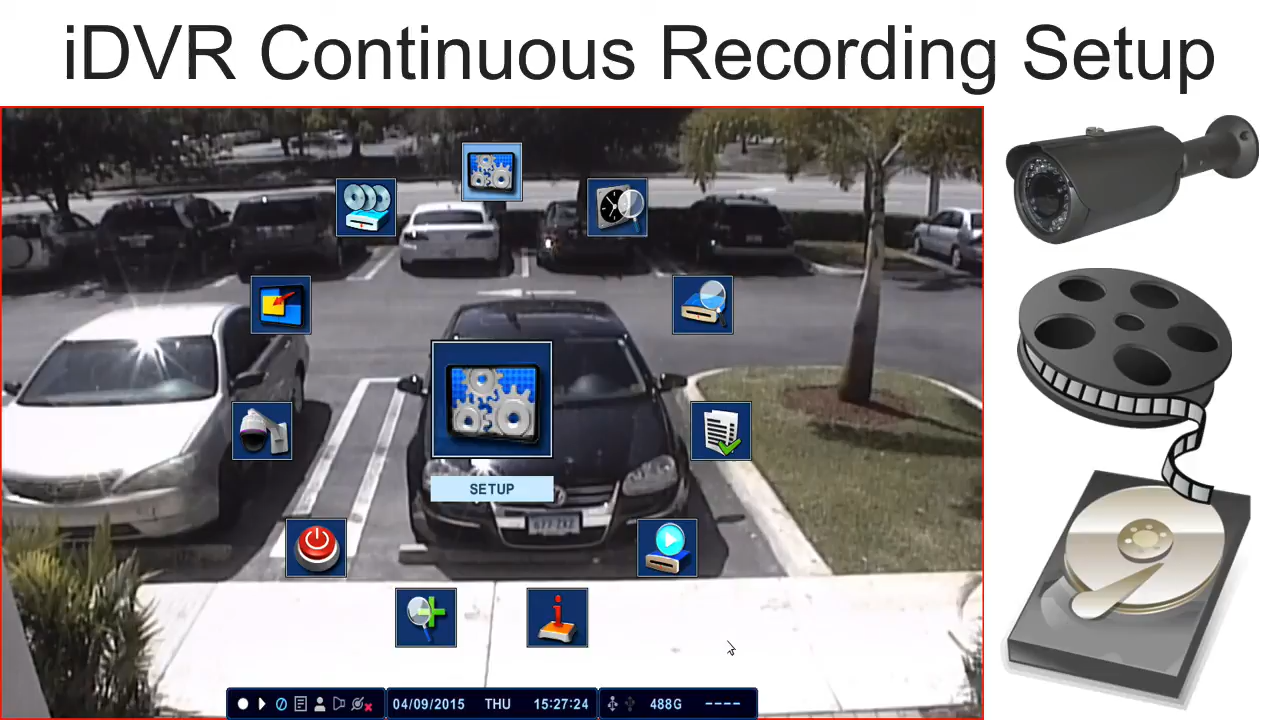 iDVR Continuous Recording Setup
SETUP
04/09/2015 THU 15:27:24 488G ----